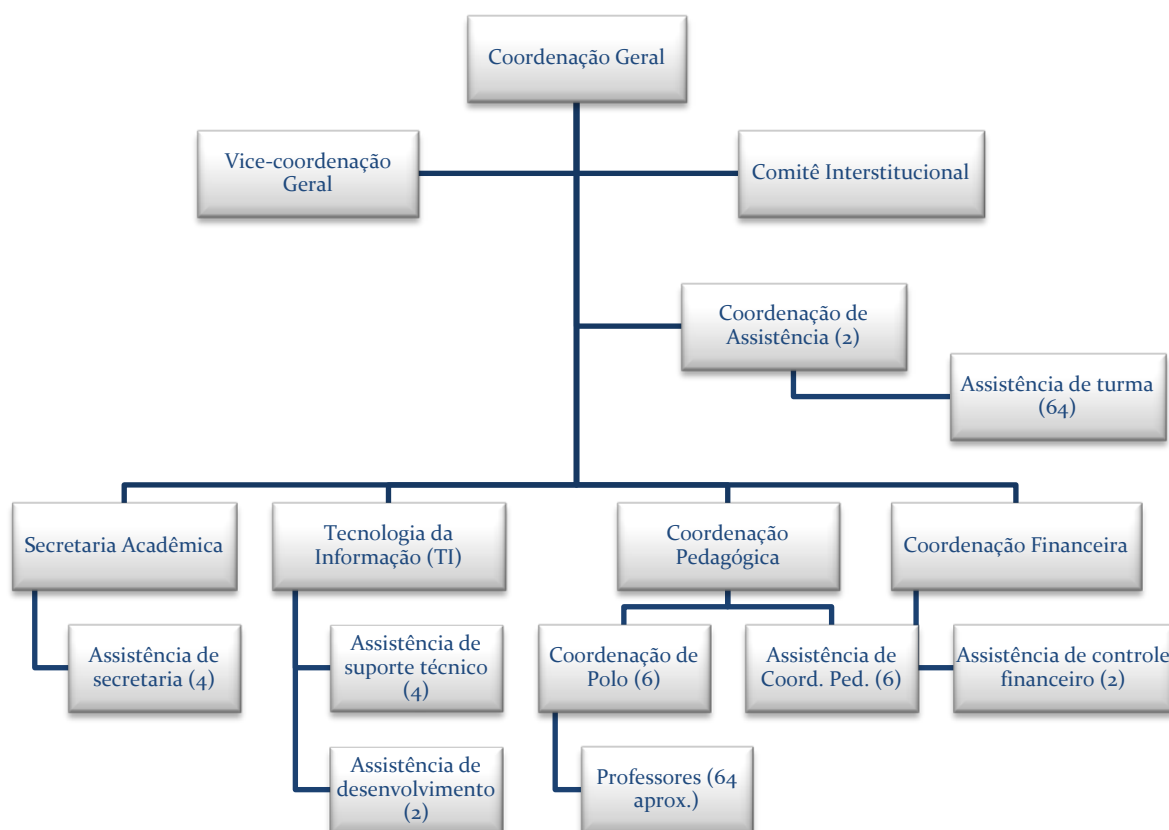 Coordenação Geral
Vice-coordenação
Geral
Comitê Interstitucional
Coordenação de
Assistência (2)
Assistência de turma
(64)
Secretaria Acadêmica
Tecnologia da
Informação (TI)
Coordenação
Pedagógica
Coordenação Financeira
Assistência de
secretaria (4)
Assistência de
suporte técnico
(4)
Coordenação de
Polo (6)
Assistência de
Coord. Ped. (6)
Assistência de controle
financeiro (2)
Assistência de
desenvolvimento
(2)
Professores (64
aprox.)